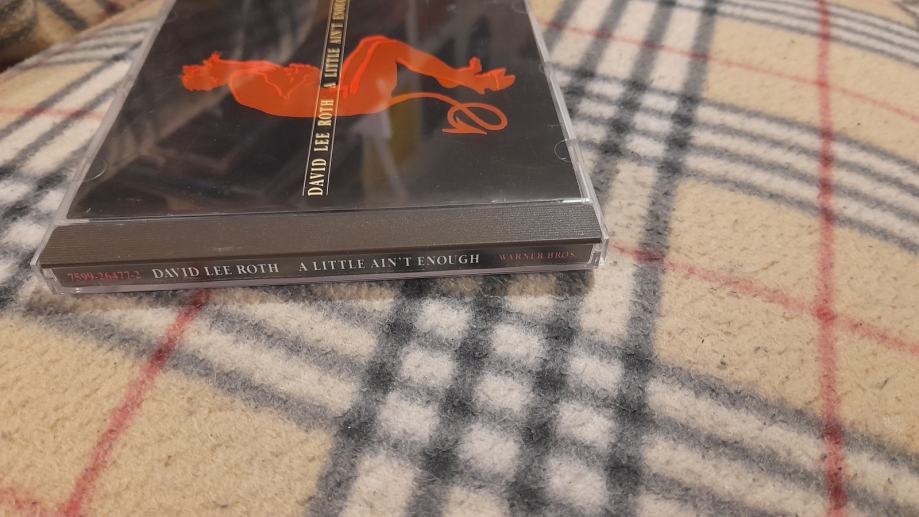 DAVID LEE ROTH A LITTLE AIN'T ENOUGH
7599-26477-2 DAVID LEE ROTH A LITTLE AIN'T ENOUGH WARNER BROS.